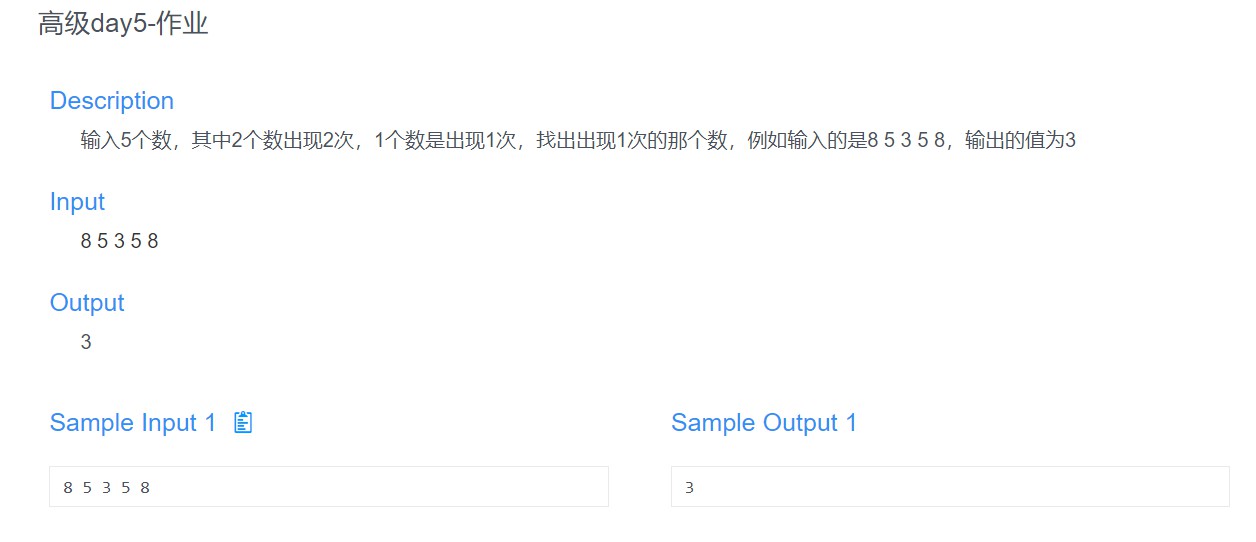 高级day5-作业
Description
输入5个数，其中2个数出现2次，1个数是出现1次，找出出现1次的那个数，例如输入的是8 5 3 5 8，输出的值为3
Input
8 5 3 5 8
Output
3
Sample Input 1
Sample Output 1
8 5 3 5 8
3